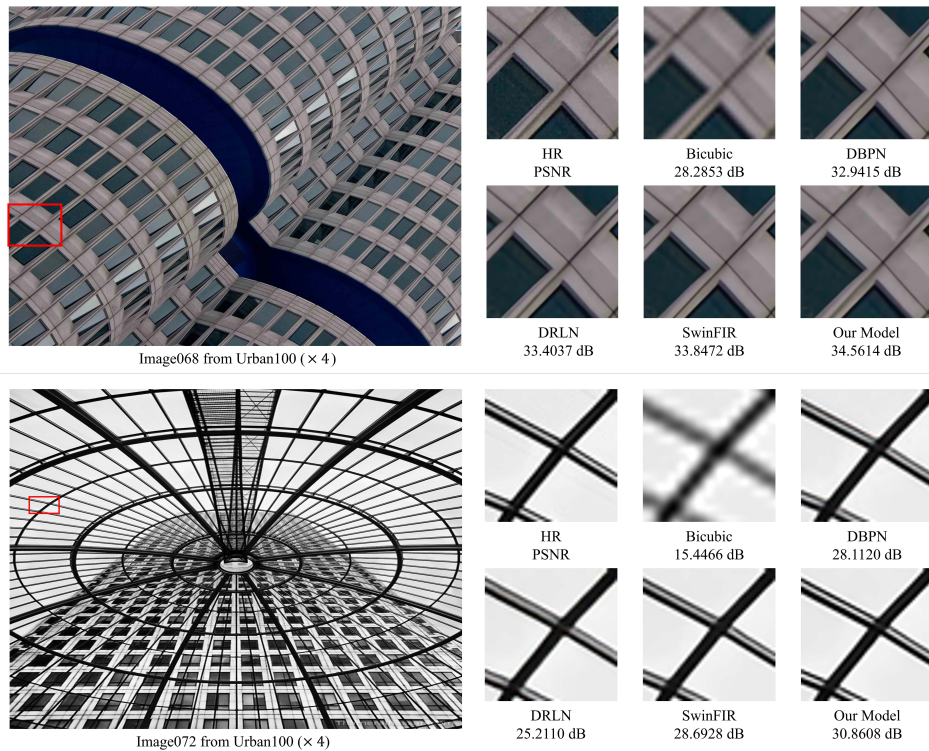 HR
PSNR
Bicubic
28.2853 dB
DBPN
32.9415 dB
DRLN
33.4037 dB
SwinFIR
33.8472 dB
Our Model
34.5614 dB
Image068 from Urban100 (× 4)
HR
PSNR
Bicubic
15.4466 dB
DBPN
28.1120 dB
DRLN
25.2110 dB
SwinFIR
28.6928 dB
Our Model
30.8608 dB
Image072 from Urban100 (× 4)